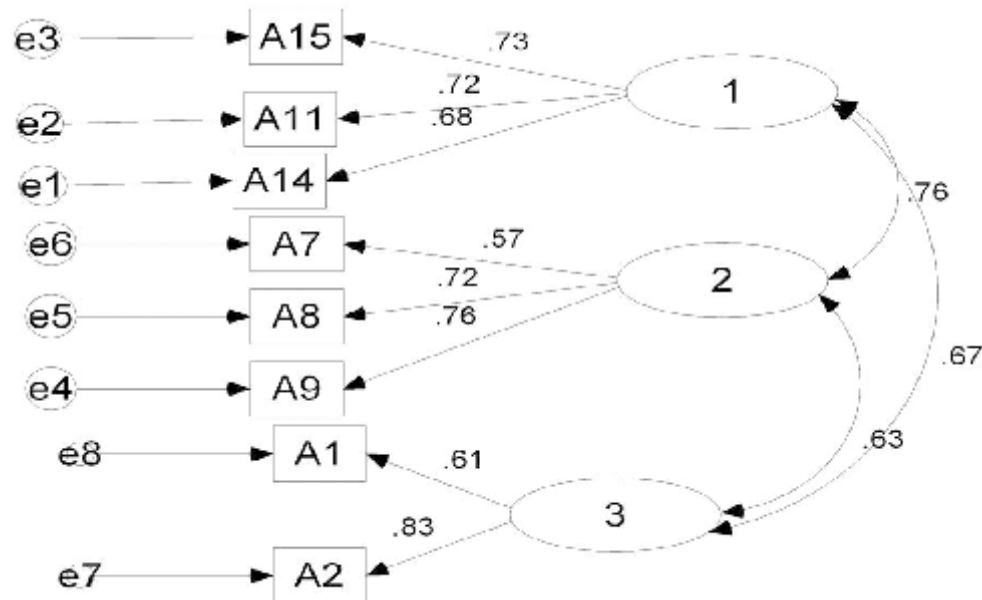 e3 A15 .73 1
e2 A11 .72
e1 A14 .68
.76
e6 A7 .57 2
e5 A8 .72
e4 A9 .76
.67
.63
e8 A1 .61 3
e7 A2 .83